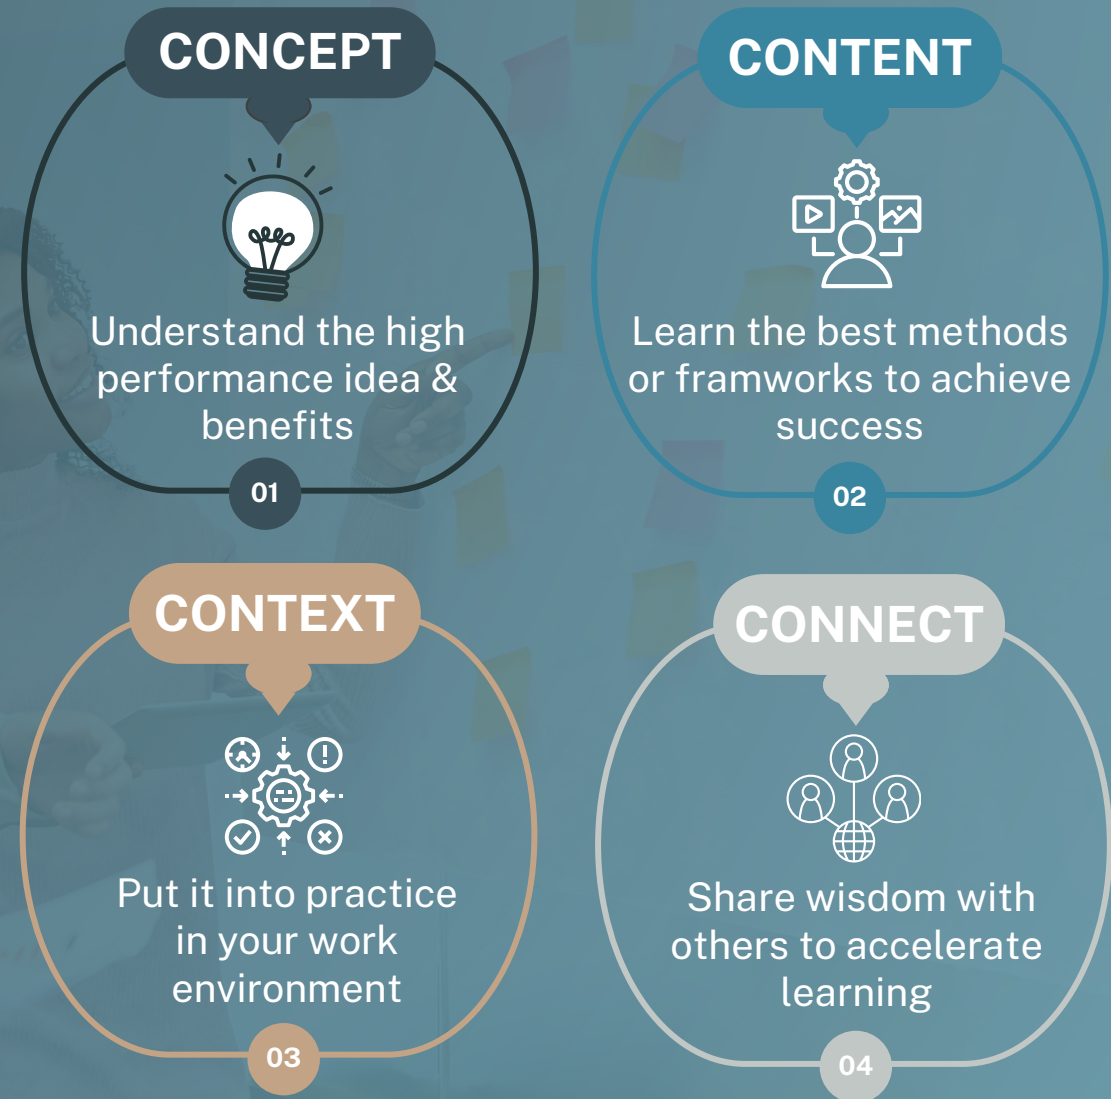 CONCEPT
Understand the high
performance idea &
benefits
01
CONTENT
Learn the best methods
or framworks to achieve
success
02
CONTEXT
Put it into practice
in your work
environment
03
CONNECT
Share wisdom with
others to accelerate
learning
04